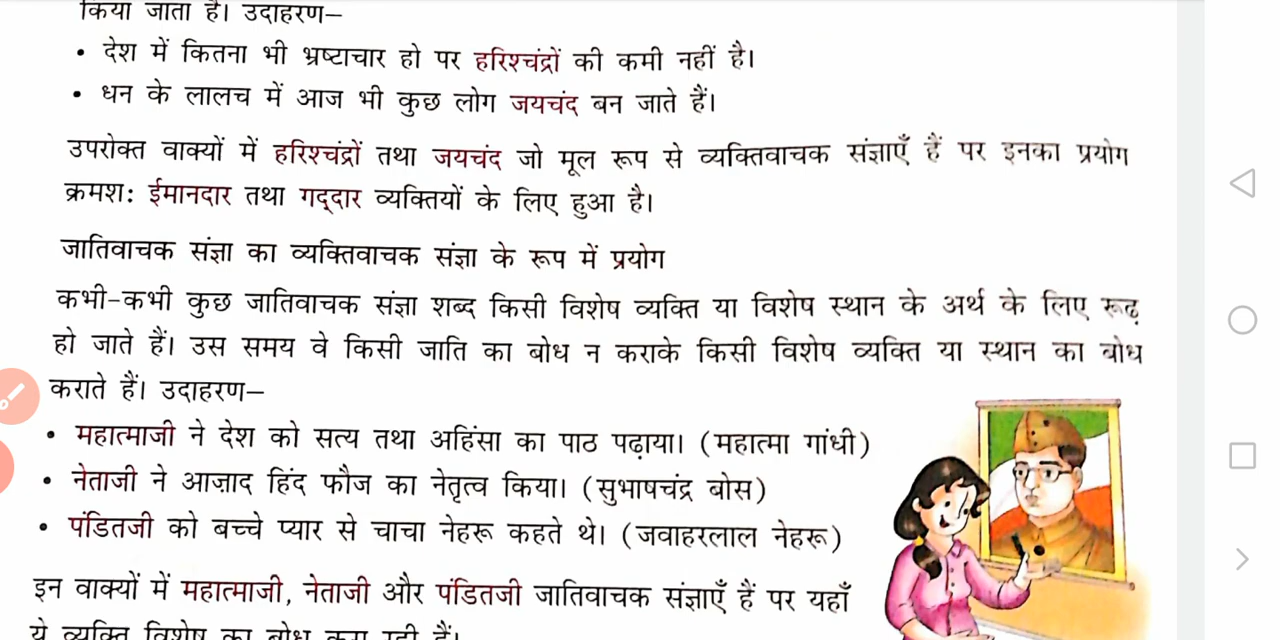 किया जाता है। उदाहरण–
• देश में कितना भी भ्रष्टाचार हो पर हरिश्चंद्रों की कमी नहीं है।
• धन के लालच में आज भी कुछ लोग जयचंद बन जाते हैं।
उपरोक्त वाक्यों में हरिश्चंद्रों तथा जयचंद जो मूल रूप से व्यक्तिवाचक संज्ञाएँ हैं पर इनका प्रयोग
क्रमश: ईमानदार तथा गद्दार व्यक्तियों के लिए हुआ है।
जातिवाचक संज्ञा का व्यक्तिवाचक संज्ञा के रूप में प्रयोग
कभी-कभी कुछ जातिवाचक संज्ञा शब्द किसी विशेष व्यक्ति या विशेष स्थान के अर्थ के लिए रूढ़
हो जाते हैं। उस समय वे किसी जाति का बोध न कराके किसी विशेष व्यक्ति या स्थान का बोध
कराते हैं। उदाहरण–
• महात्माजी ने देश को सत्य तथा अहिंसा का पाठ पढ़ाया। (महात्मा गांधी)
• नेताजी ने आज़ाद हिंद फौज का नेतृत्व किया। (सुभाषचंद्र बोस)
• पंडितजी को बच्चे प्यार से चाचा नेहरू कहते थे। (जवाहरलाल नेहरू)
इन वाक्यों में महात्माजी, नेताजी और पंडितजी जातिवाचक संज्ञाएँ हैं पर यहाँ
ये व्यक्ति विशेष का बोध करा रही हैं।